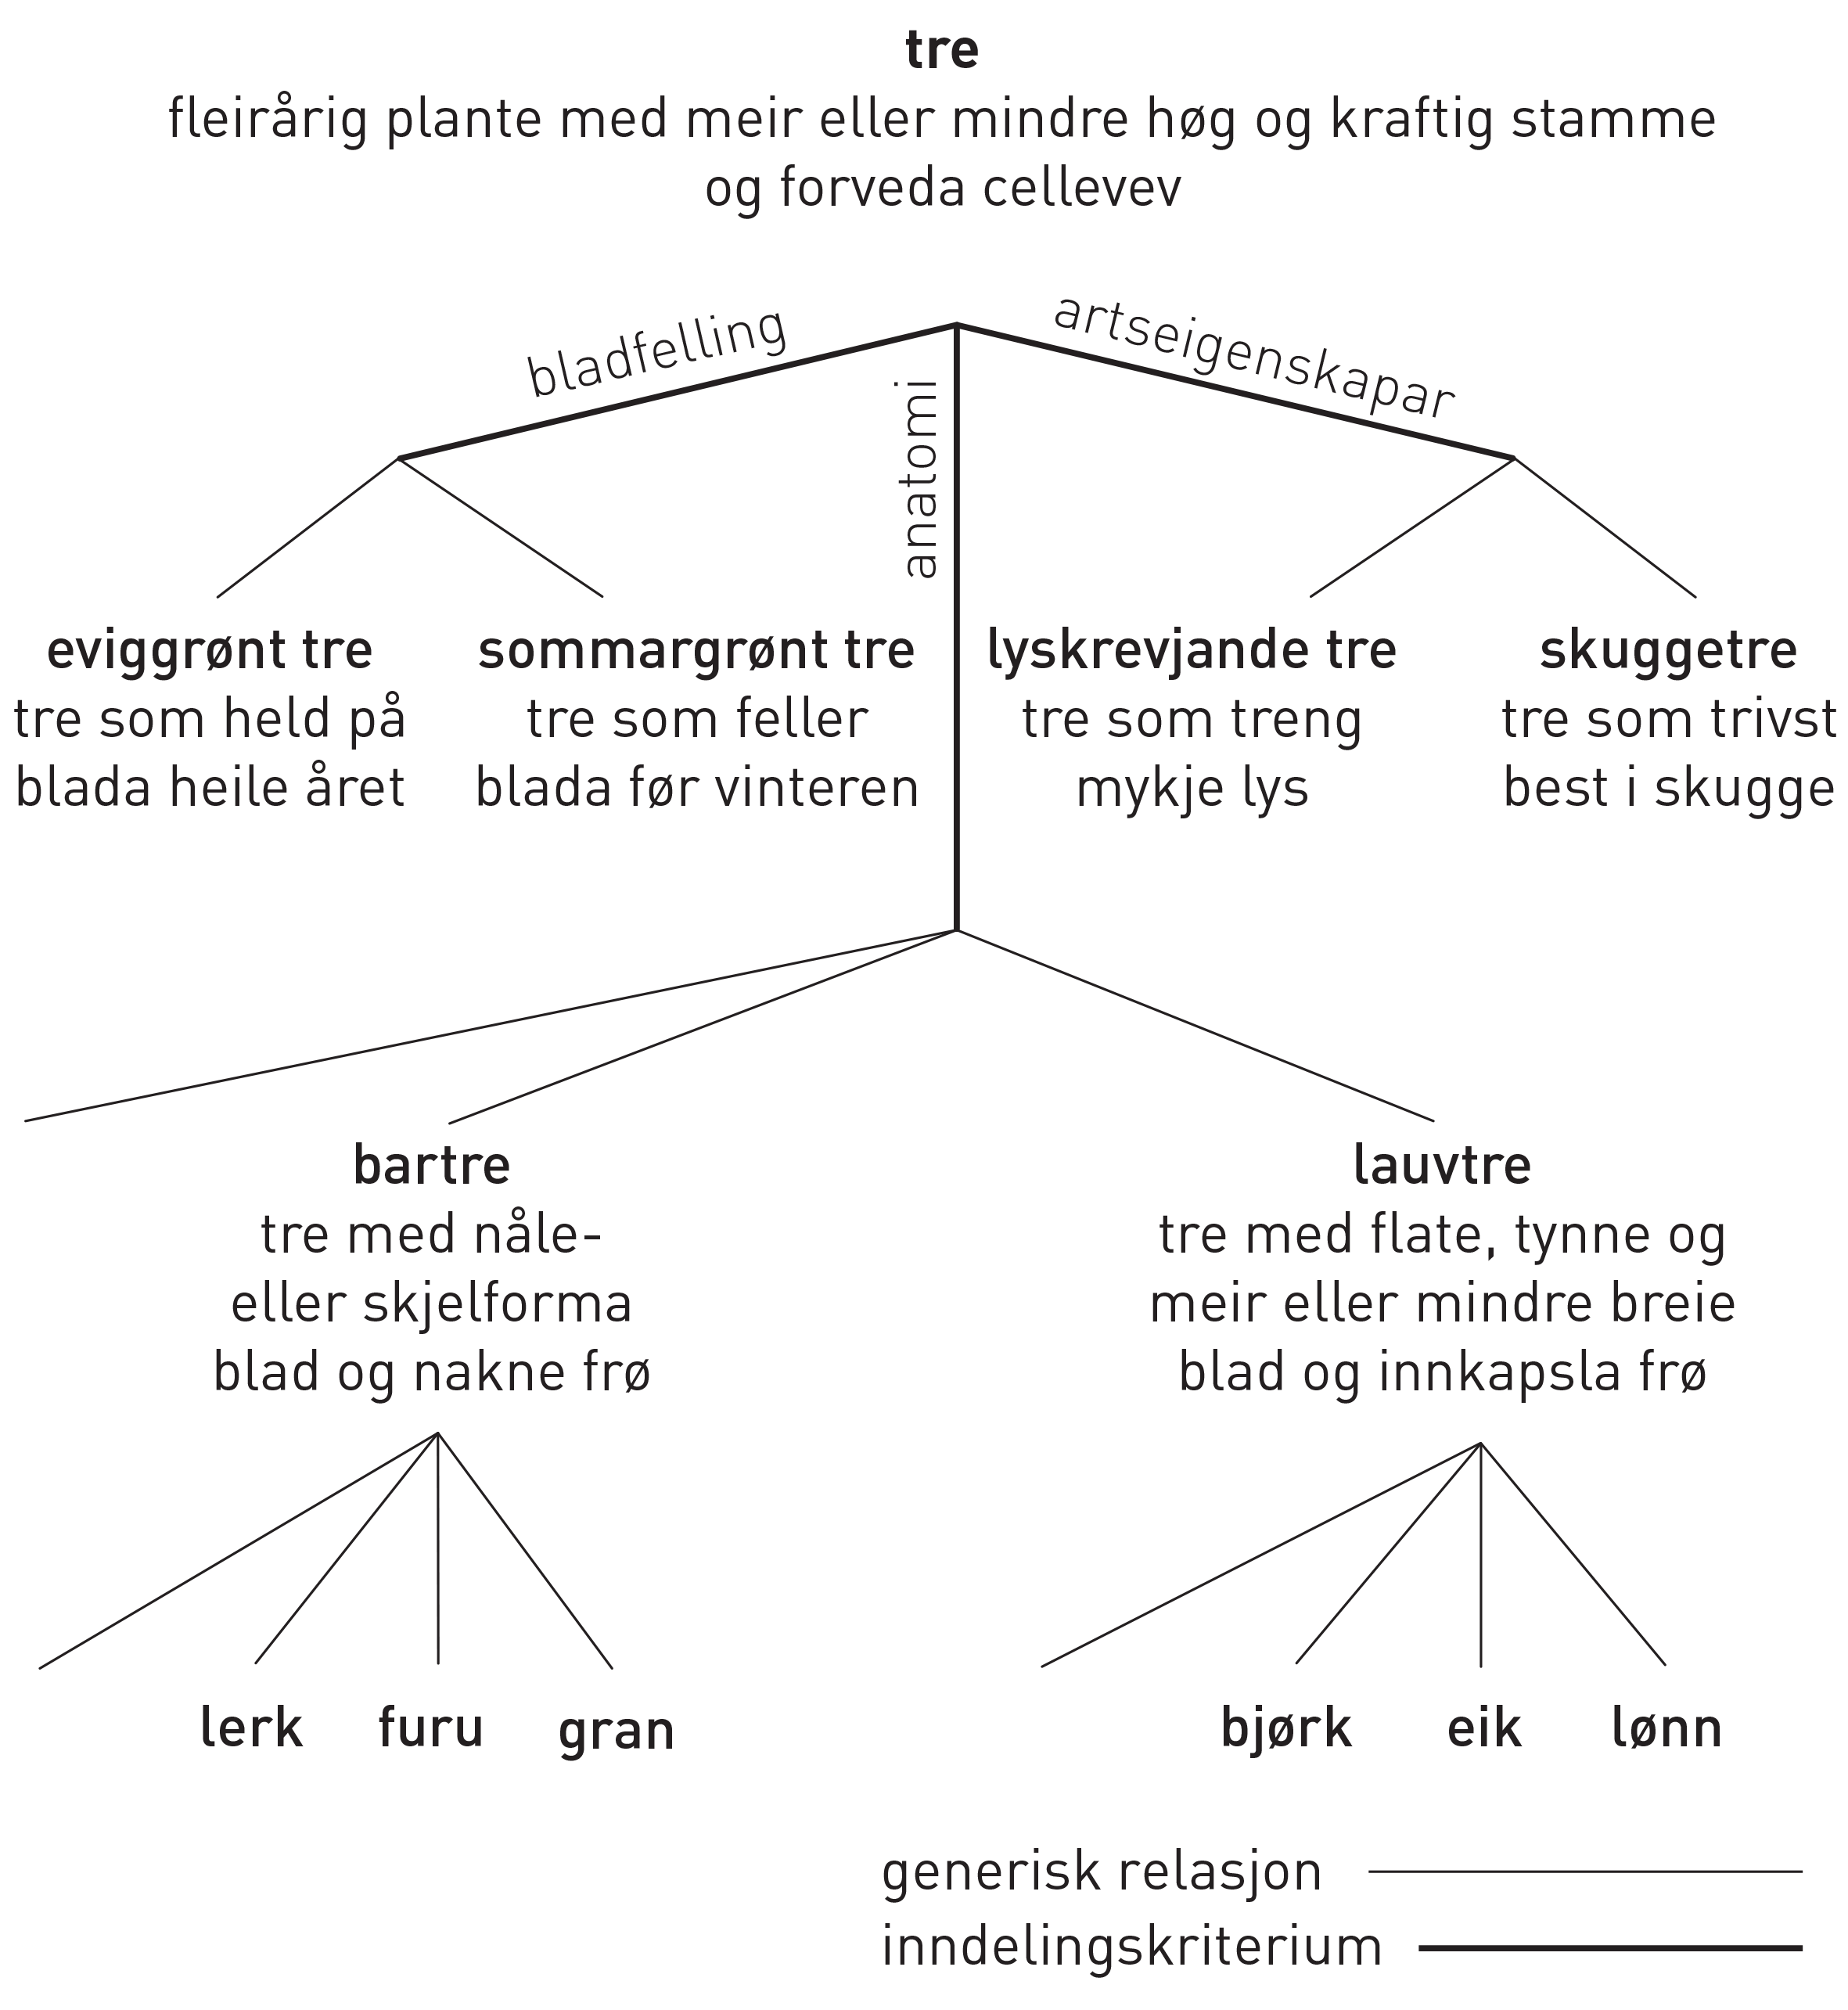 tre
fleirårig plante med meir eller mindre høg og kraftig stamme
og forveda cellevev
bladfelling
anatomi
artseigenskapar
eviggrønt tre
tre som held på
blada heile året
sommargrønt tre
tre som feller
blada før vinteren
lyskrevjande tre
tre som treng
mykje lys
skuggetre
tre som trivst
best i skugge
bartre
tre med nåle-
eller skjelforma
blad og nakne frø
lauvtre
tre med flate, tynne og
meir eller mindre breie
blad og innkapsla frø
lerk
furu
gran
bjørk
eik
lønn
generisk relasjon
inndelingskriterium